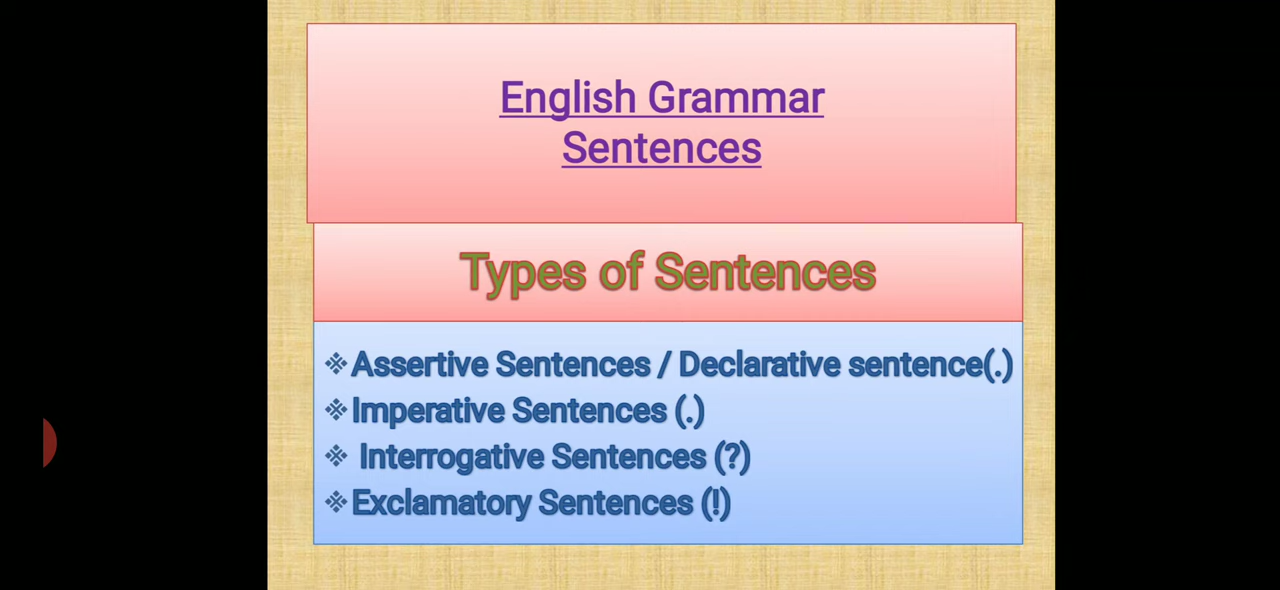 English Grammar
Sentences
Types of Sentences
Assertive Sentences / Declarative sentence(.)
Imperative Sentences (.)
Interrogative Sentences (?)
Exclamatory Sentences (!)